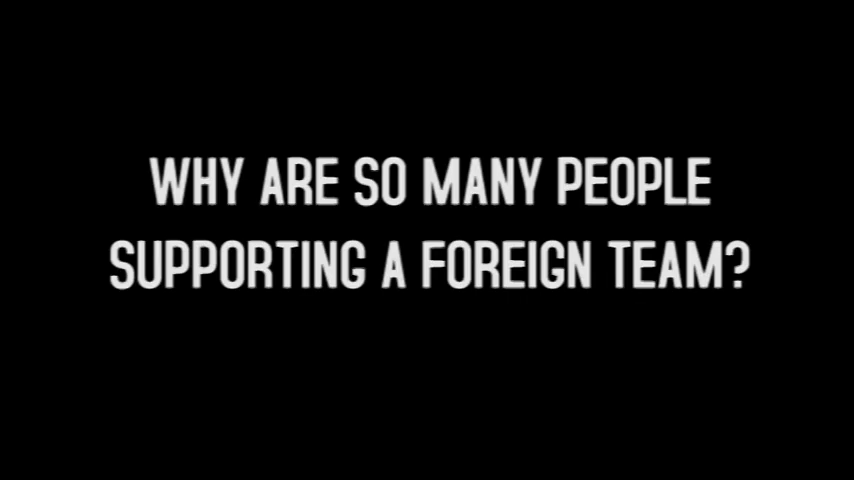 WHY ARE SO MANY PEOPLE
SUPPORTING A FOREIGN TEAM?